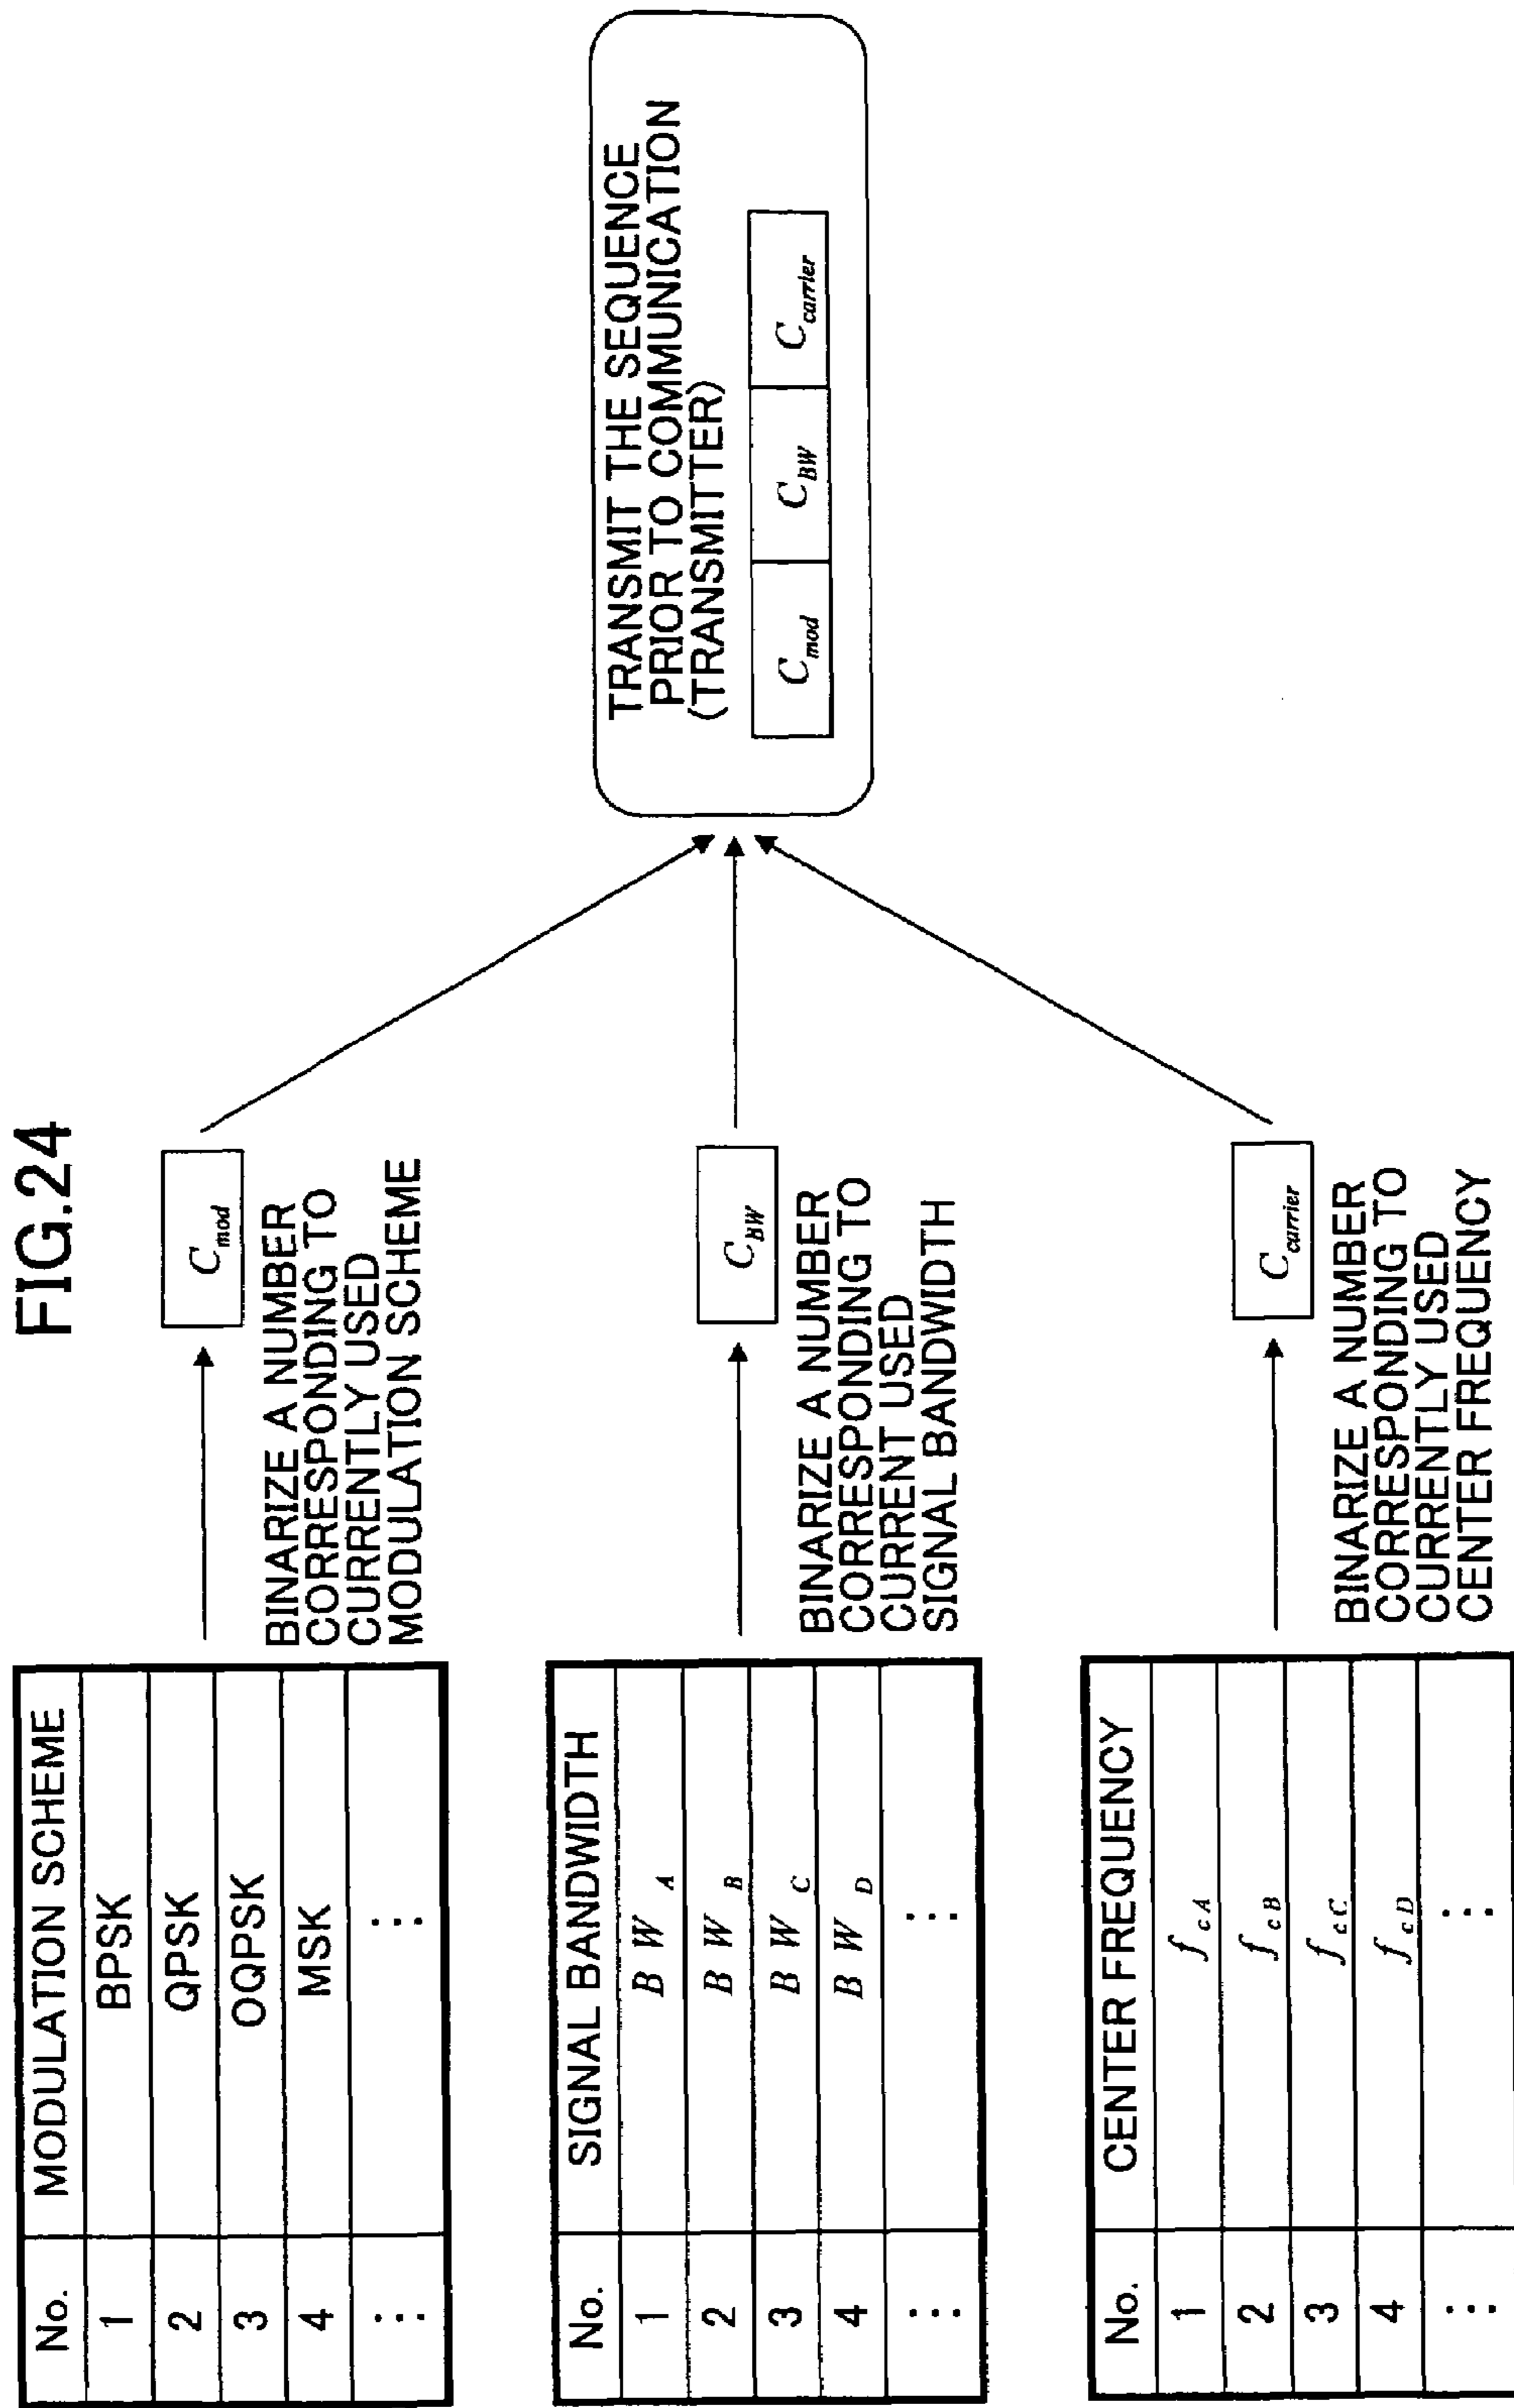 FIG.24
No. MODULATION SCHEME
1 BPSK
2 QPSK
3 OQPSK
4 MSK
⋮ ⋮
C_mod
BINARIZE A NUMBER
CORRESPONDING TO
CURRENTLY USED
MODULATION SCHEME
No. SIGNAL BANDWIDTH
1 BW_A
2 BW_B
3 BW_C
4 BW_D
⋮ ⋮
C_BW
BINARIZE A NUMBER
CORRESPONDING TO
CURRENT USED
SIGNAL BANDWIDTH
No. CENTER FREQUENCY
1 f_cA
2 f_cB
3 f_cC
4 f_cD
⋮ ⋮
C_carrier
BINARIZE A NUMBER
CORRESPONDING TO
CURRENTLY USED
CENTER FREQUENCY
TRANSMIT THE SEQUENCE
PRIOR TO COMMUNICATION
(TRANSMITTER)
C_mod C_BW C_carrier